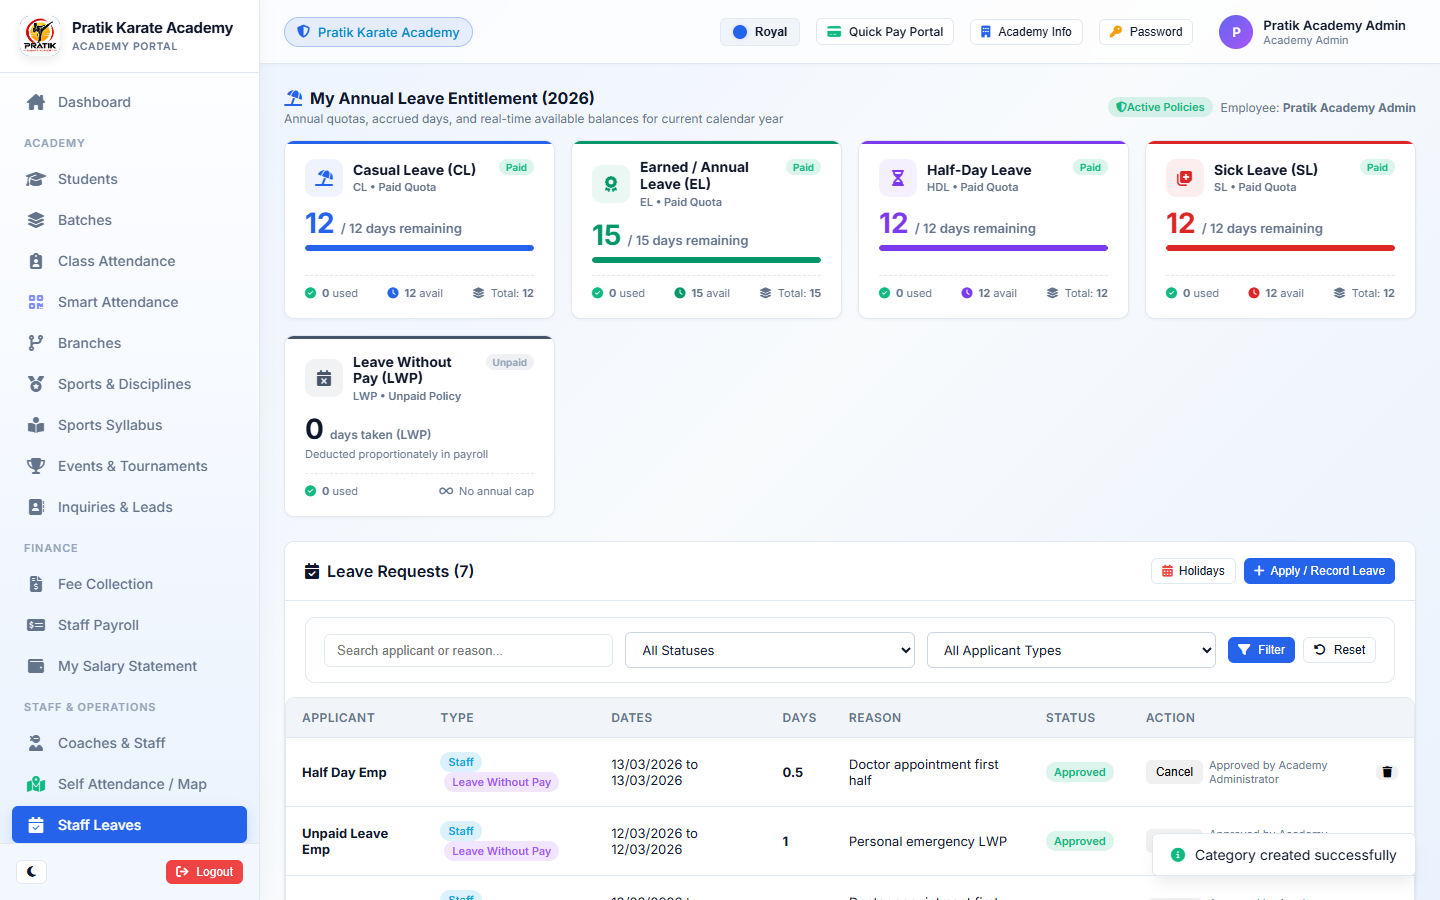 Pratik Karate Academy
ACADEMY PORTAL
PRATIK
Dashboard
ACADEMY
Students
Batches
Class Attendance
Smart Attendance
Branches
Sports & Disciplines
Sports Syllabus
Events & Tournaments
Inquiries & Leads
FINANCE
Fee Collection
Staff Payroll
My Salary Statement
STAFF & OPERATIONS
Coaches & Staff
Self Attendance / Map
Staff Leaves
Logout
Pratik Karate Academy
Royal
Quick Pay Portal
Academy Info
Password
P
Pratik Academy Admin
Academy Admin
My Annual Leave Entitlement (2026)
Annual quotas, accrued days, and real-time available balances for current calendar year
Active Policies
Employee: Pratik Academy Admin
Casual Leave (CL)
Paid
CL • Paid Quota
12 / 12 days remaining
0 used
12 avail
Total: 12
Earned / Annual
Leave (EL)
Paid
EL • Paid Quota
15 / 15 days remaining
0 used
15 avail
Total: 15
Half-Day Leave
Paid
HDL • Paid Quota
12 / 12 days remaining
0 used
12 avail
Total: 12
Sick Leave (SL)
Paid
SL • Paid Quota
12 / 12 days remaining
0 used
12 avail
Total: 12
Leave Without
Pay (LWP)
Unpaid
LWP • Unpaid Policy
0 days taken (LWP)
Deducted proportionately in payroll
0 used
No annual cap
Leave Requests (7)
Holidays
Apply / Record Leave
Search applicant or reason...
All Statuses
All Applicant Types
Filter
Reset
APPLICANT TYPE DATES DAYS REASON STATUS ACTION
Half Day Emp
Staff
Leave Without Pay
13/03/2026 to
13/03/2026
0.5
Doctor appointment first
half
Approved
Cancel
Approved by Academy
Administrator
Unpaid Leave
Emp
Staff
Leave Without Pay
12/03/2026 to
12/03/2026
1
Personal emergency LWP
Approved
Category created successfully